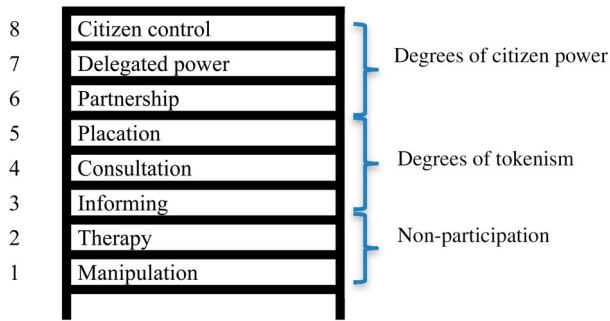 8 Citizen control
7 Delegated power
Degrees of citizen power
6 Partnership
5 Placation
4 Consultation
Degrees of tokenism
3 Informing
2 Therapy
Non-participation
1 Manipulation